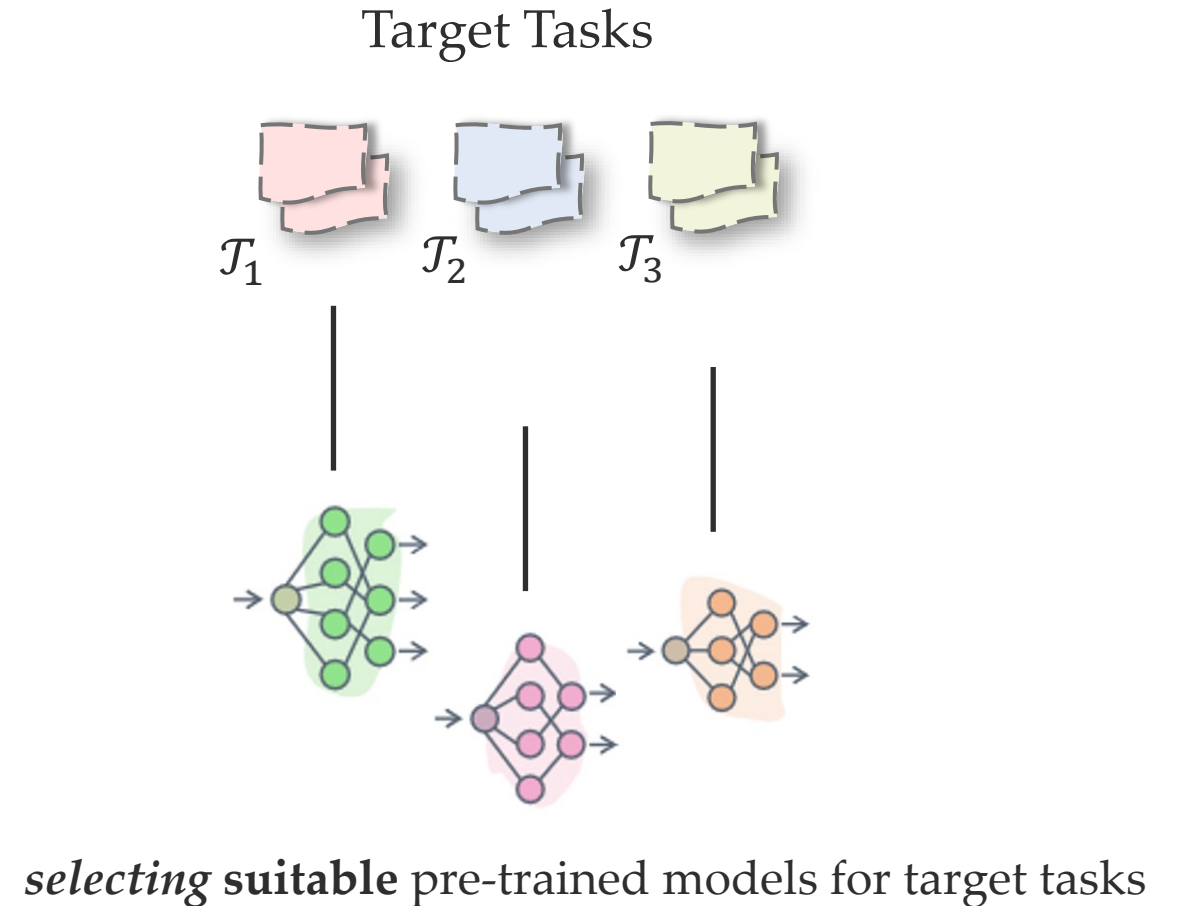 Target Tasks
𝒯1 𝒯2 𝒯3
selecting suitable pre-trained models for target tasks